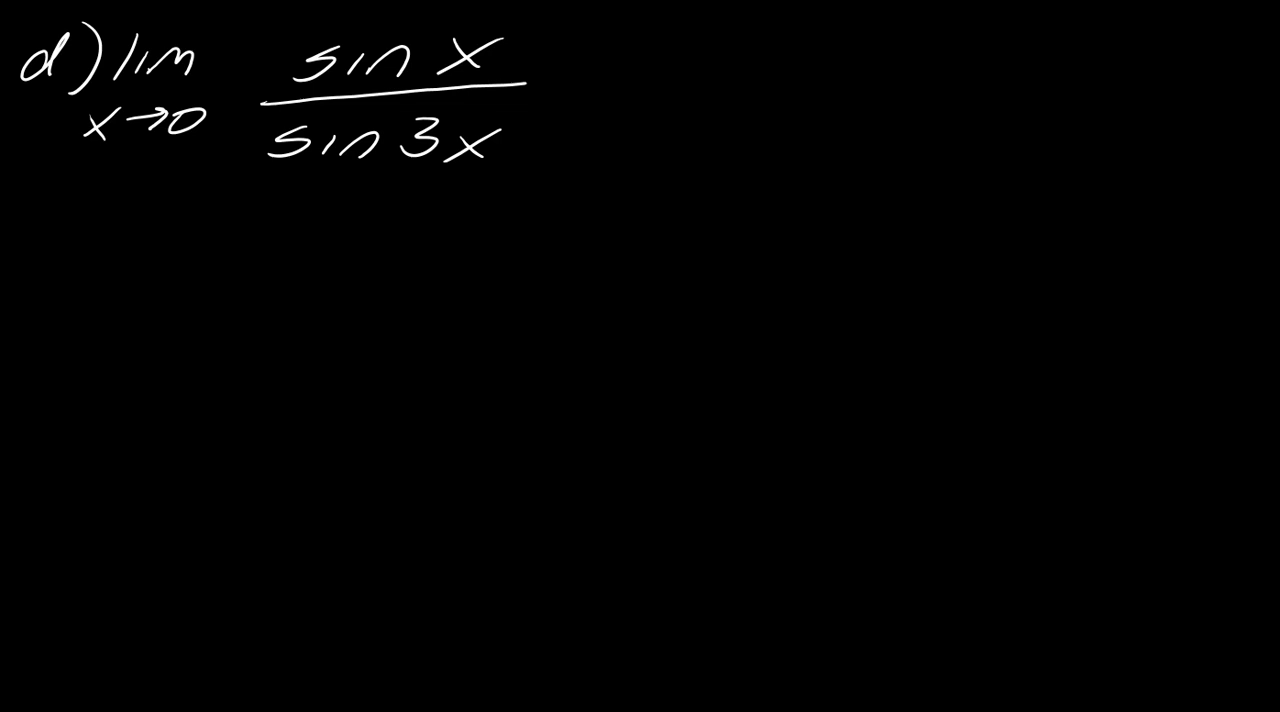 d) lim sin x
x→0 sin 3x